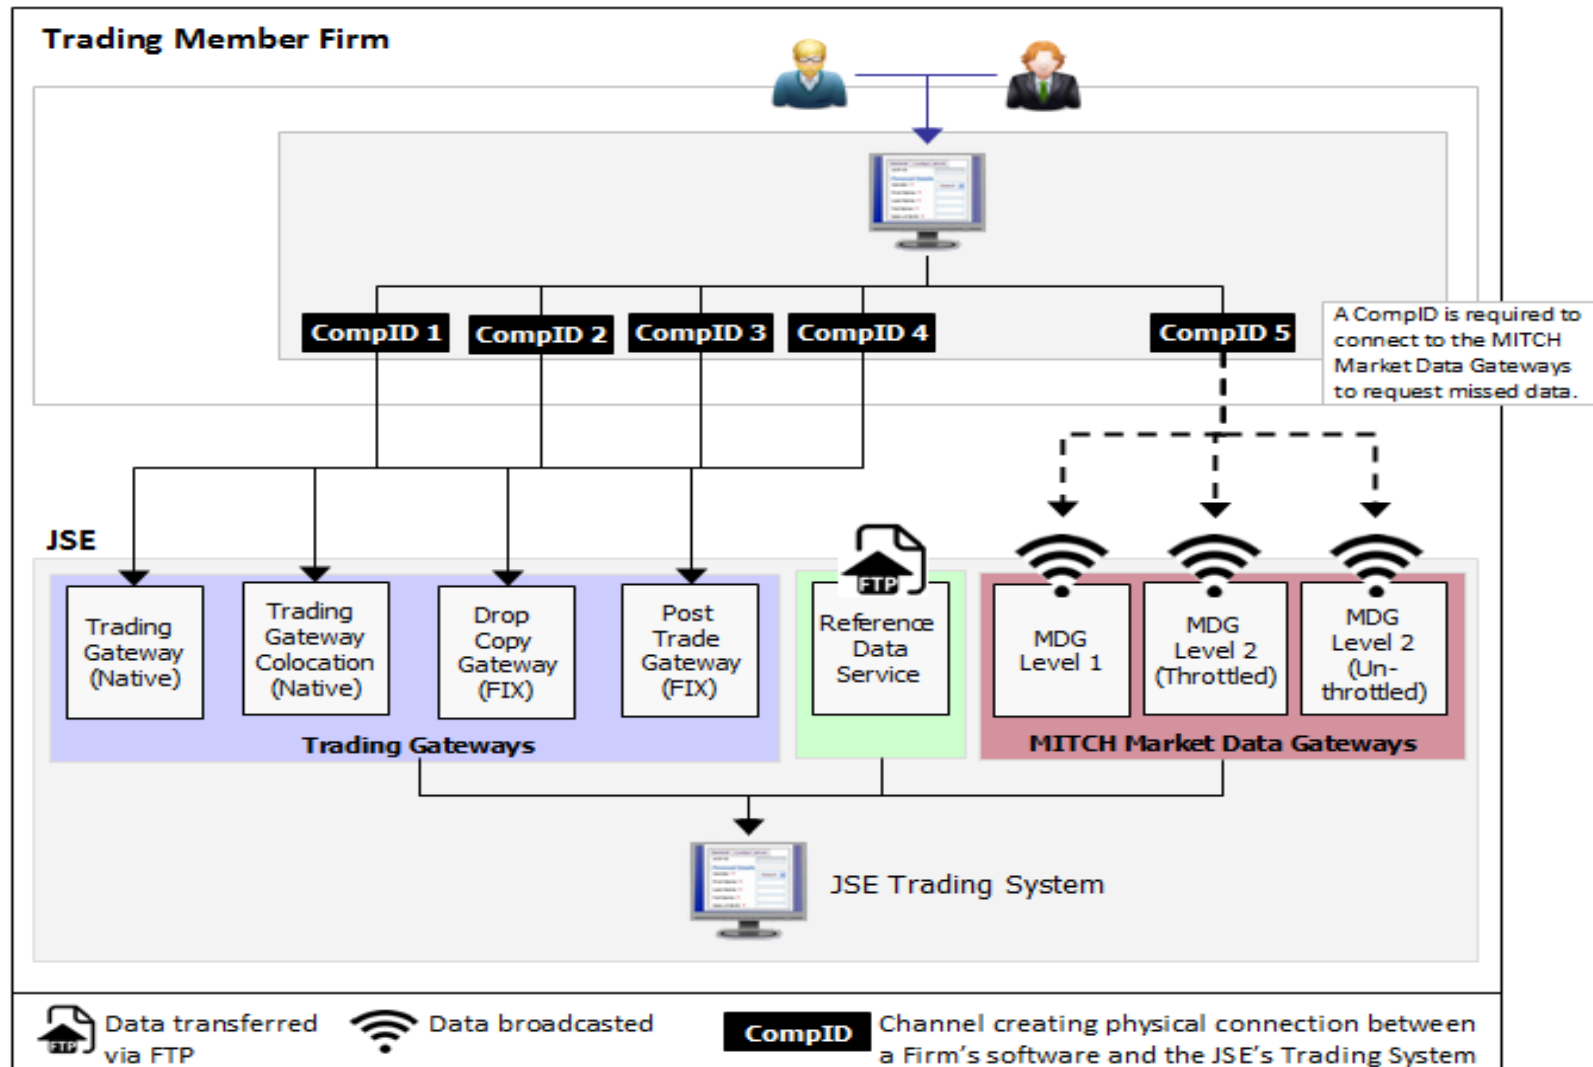 Trading Member Firm
CompID 1
CompID 2
CompID 3
CompID 4
CompID 5
A CompID is required to
connect to the MITCH
Market Data Gateways
to request missed data.
JSE
Trading
Gateway
(Native)
Trading
Gateway
Colocation
(Native)
Drop
Copy
Gateway
(FIX)
Post
Trade
Gateway
(FIX)
FTP
Reference
Data
Service
MDG
Level 1
MDG
Level 2
(Throttled)
MDG
Level 2
(Un-
throttled)
Trading Gateways
MITCH Market Data Gateways
JSE Trading System
FTP
Data transferred
via FTP
Data broadcasted
CompID
Channel creating physical connection between
a Firm's software and the JSE's Trading System